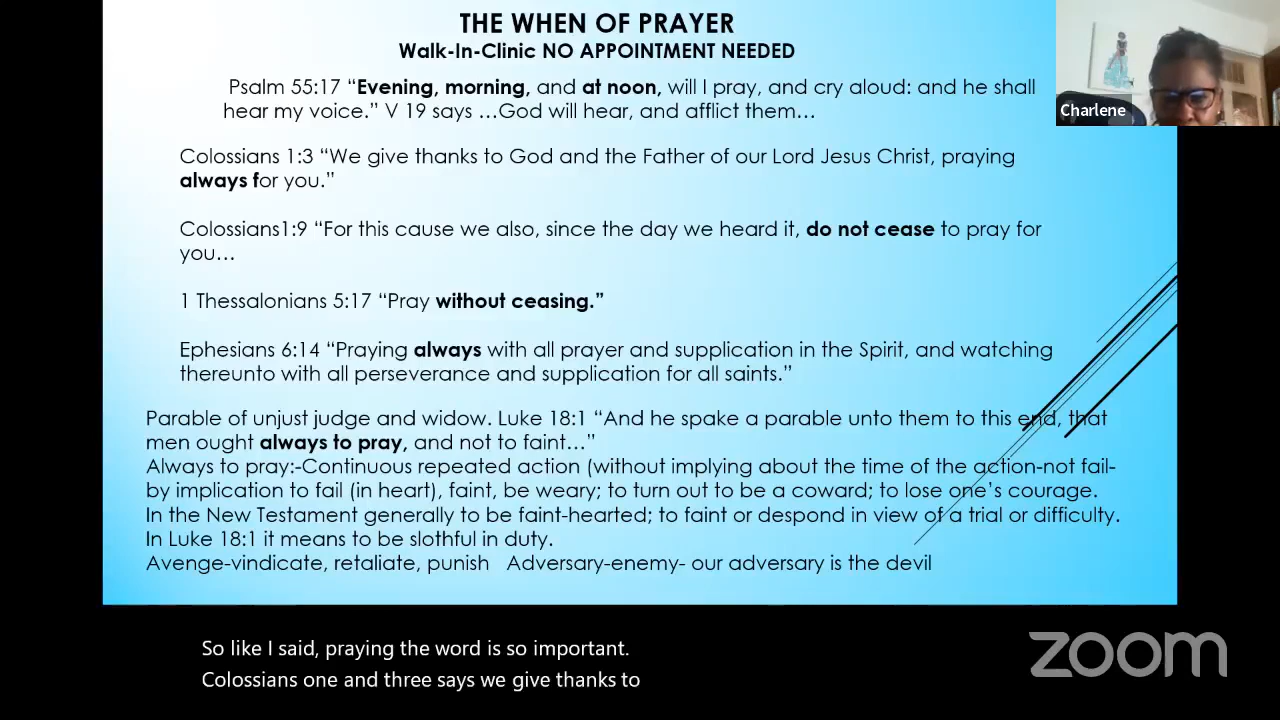 THE WHEN OF PRAYER
Walk-In-Clinic NO APPOINTMENT NEEDED
Psalm 55:17 “Evening, morning, and at noon, will I pray, and cry aloud: and he shall
hear my voice.” V 19 says …God will hear, and afflict them…
Charlene
Colossians 1:3 “We give thanks to God and the Father of our Lord Jesus Christ, praying
always for you.”
Colossians1:9 “For this cause we also, since the day we heard it, do not cease to pray for
you…
1 Thessalonians 5:17 “Pray without ceasing.”
Ephesians 6:14 “Praying always with all prayer and supplication in the Spirit, and watching
thereunto with all perseverance and supplication for all saints.”
Parable of unjust judge and widow. Luke 18:1 “And he spake a parable unto them to this end, that
men ought always to pray, and not to faint…”
Always to pray:-Continuous repeated action (without implying about the time of the action-not fail-
by implication to fail (in heart), faint, be weary; to turn out to be a coward; to lose one’s courage.
In the New Testament generally to be faint-hearted; to faint or despond in view of a trial or difficulty.
In Luke 18:1 it means to be slothful in duty.
Avenge-vindicate, retaliate, punish   Adversary-enemy- our adversary is the devil
So like I said, praying the word is so important.
Colossians one and three says we give thanks to
zoom